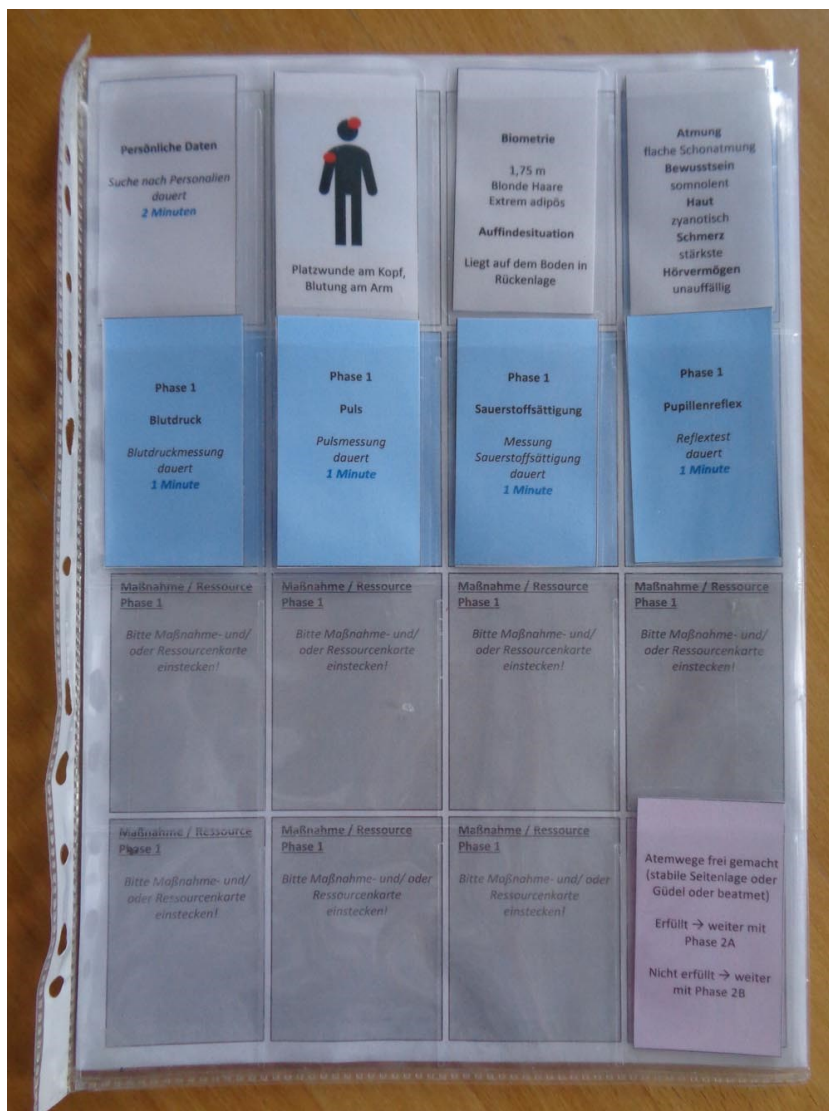 Persönliche Daten
Suche nach Personalien
dauert
2 Minuten
Platzwunde am Kopf,
Blutung am Arm
Biometrie
1,75 m
Blonde Haare
Extrem adipös
Auffindesituation
Liegt auf dem Boden in
Rückenlage
Atmung
flache Schonatmung
Bewusstsein
somnolent
Haut
zyanotisch
Schmerz
stärkste
Hörvermögen
unauffällig
Phase 1
Blutdruck
Blutdruckmessung
dauert
1 Minute
Phase 1
Puls
Pulsmessung
dauert
1 Minute
Phase 1
Sauerstoffsättigung
Messung
Sauerstoffsättigung
dauert
1 Minute
Phase 1
Pupillenreflex
Reflextest
dauert
1 Minute
Maßnahme / Ressource
Phase 1
Bitte Maßnahme- und/
oder Ressourcenkarte
einstecken!
Maßnahme / Ressource
Phase 1
Bitte Maßnahme- und/
oder Ressourcenkarte
einstecken!
Maßnahme / Ressource
Phase 1
Bitte Maßnahme- und/
oder Ressourcenkarte
einstecken!
Maßnahme / Ressource
Phase 1
Bitte Maßnahme- und/
oder Ressourcenkarte
einstecken!
Maßnahme / Ressource
Phase 1
Bitte Maßnahme- und/
oder Ressourcenkarte
einstecken!
Maßnahme / Ressource
Phase 1
Bitte Maßnahme- und/ oder
Ressourcenkarte
einstecken!
Maßnahme / Ressource
Phase 1
Bitte Maßnahme- und/ oder
Ressourcenkarte
einstecken!
Atemwege frei gemacht
(stabile Seitenlage oder
Güdel oder beatmet)
Erfüllt → weiter mit
Phase 2A
Nicht erfüllt → weiter
mit Phase 2B